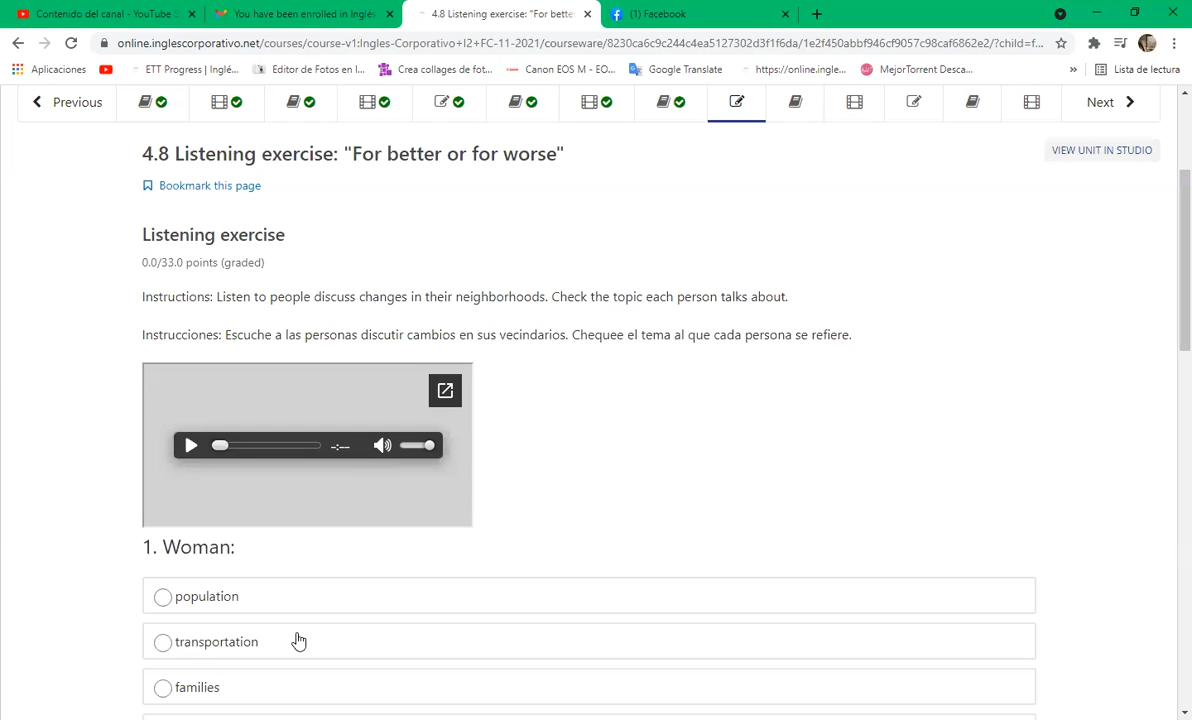 Contenido del canal - YouTube S
You have been enrolled in Inglés
4.8 Listening exercise: "For bette
(1) Facebook
online.inglescorporativo.net/courses/course-v1:Ingles-Corporativo+I2+FC-11-2021/courseware/8230ca6c9c244c4ea5127302d3f1f6da/1e2f450abbf946cf9057c98caf6862e2/?child=f...
Aplicaciones
ETT Progress | Inglé...
Editor de Fotos en l...
Crea collages de fot...
Canon EOS M - EO...
Google Translate
https://online.ingle...
MejorTorrent Desca...
»
Lista de lectura
Previous
Next
4.8 Listening exercise: "For better or for worse"
VIEW UNIT IN STUDIO
Bookmark this page
Listening exercise
0.0/33.0 points (graded)
Instructions: Listen to people discuss changes in their neighborhoods. Check the topic each person talks about.
Instrucciones: Escuche a las personas discutir cambios en sus vecindarios. Chequee el tema al que cada persona se refiere.
-:--
1. Woman:
population
transportation
families